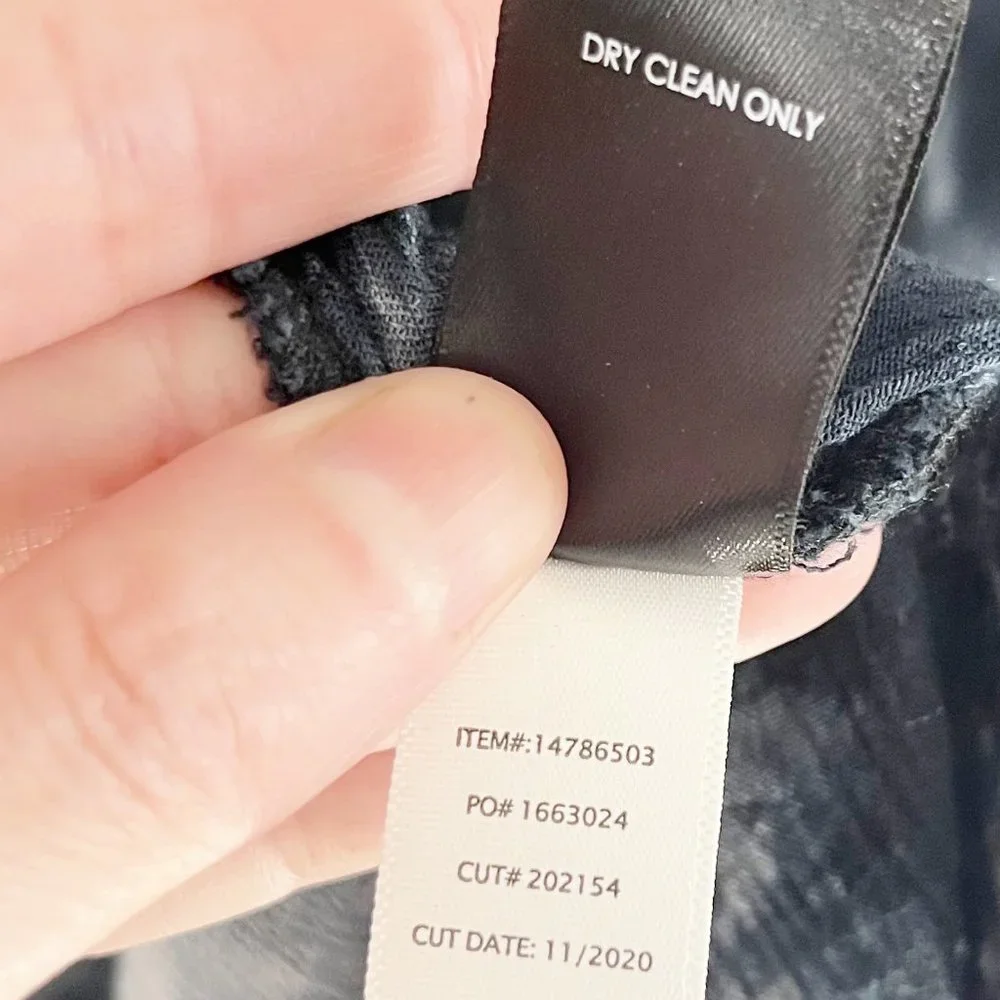 DRY CLEAN ONLY
ITEM#:14786503
PO# 1663024
CUT# 202154
CUT DATE: 11/2020